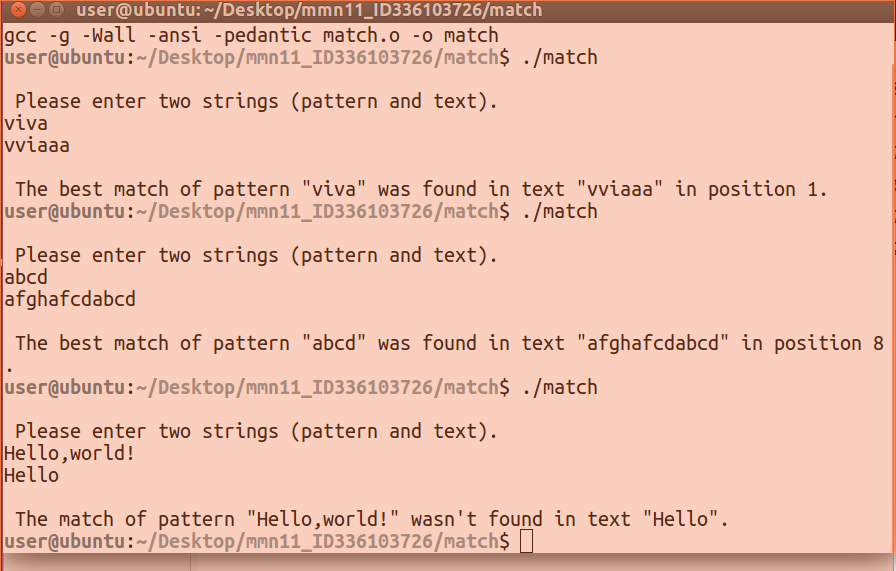 user@ubuntu: ~/Desktop/mmn11_ID336103726/match
gcc -g -Wall -ansi -pedantic match.o -o match
user@ubuntu:~/Desktop/mmn11_ID336103726/match$ ./match
Please enter two strings (pattern and text).
viva
vviaaa
The best match of pattern "viva" was found in text "vviaaa" in position 1.
user@ubuntu:~/Desktop/mmn11_ID336103726/match$ ./match
Please enter two strings (pattern and text).
abcd
afghafcdabcd
The best match of pattern "abcd" was found in text "afghafcdabcd" in position 8
.
user@ubuntu:~/Desktop/mmn11_ID336103726/match$ ./match
Please enter two strings (pattern and text).
Hello,world!
Hello
The match of pattern "Hello,world!" wasn't found in text "Hello".
user@ubuntu:~/Desktop/mmn11_ID336103726/match$